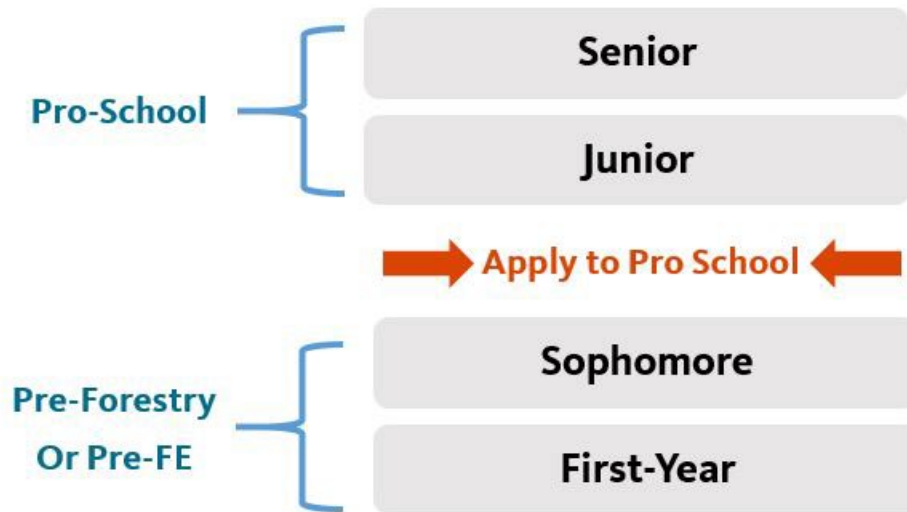 Senior
Pro-School
Junior
Apply to Pro School
Sophomore
Pre-Forestry
Or Pre-FE
First-Year